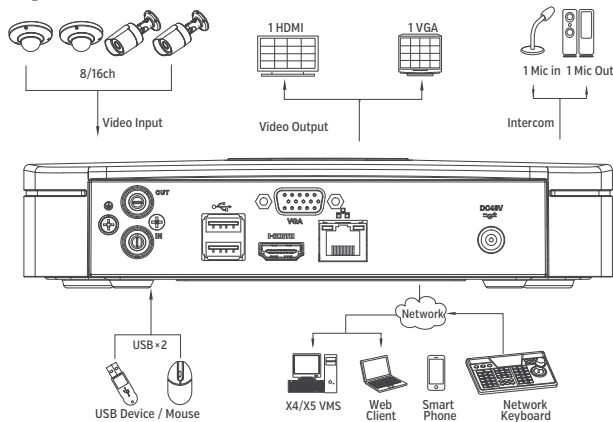 1 HDMI
1 VGA
8/16ch
1 Mic in 1 Mic Out
Video Input
Video Output
Intercom
OUT
IN
VGA
HDMI
DC48V
USB×2
Network
USB Device / Mouse
X4/X5 VMS
Web
Client
Smart
Phone
Network
Keyboard